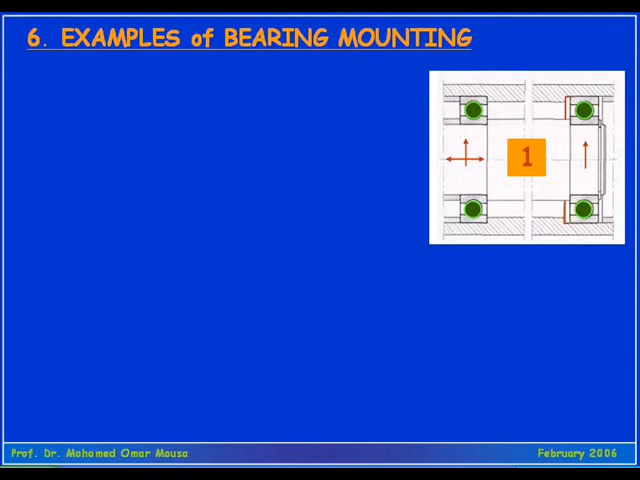 6. EXAMPLES of BEARING MOUNTING
1
Prof. Dr. Mohamed Omar Mousa
February 2006